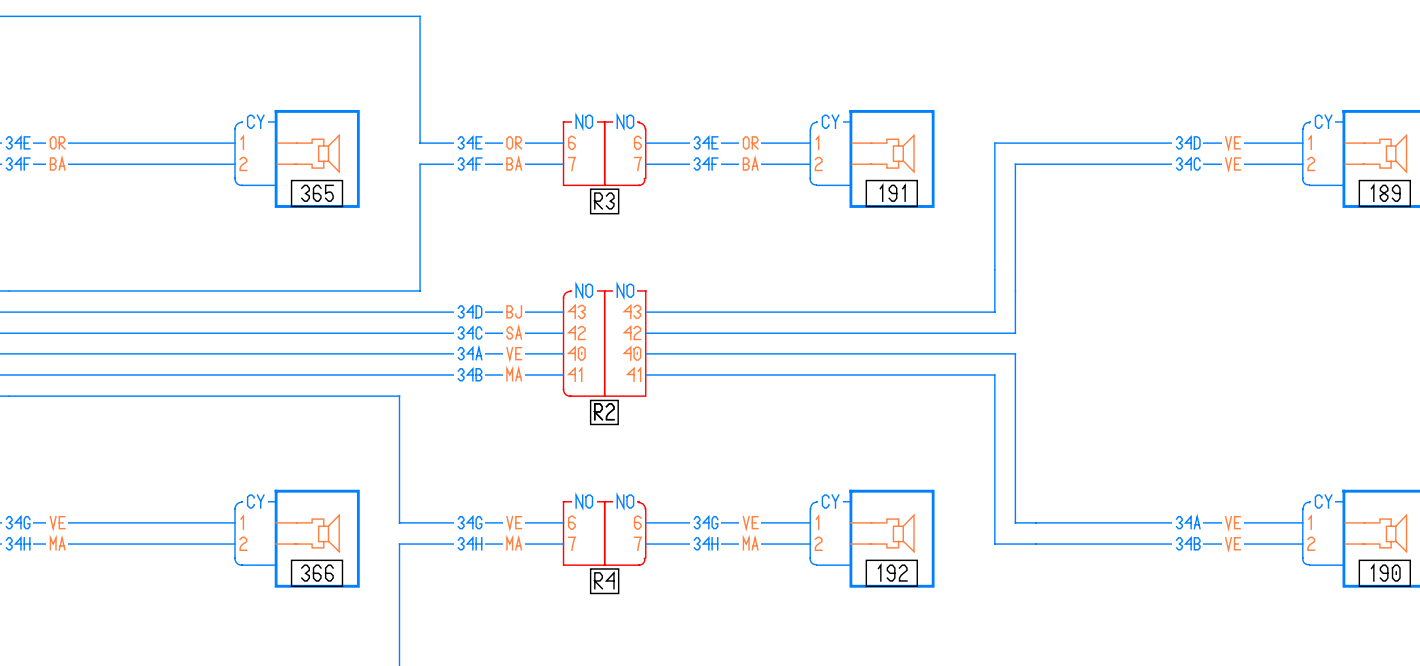 CY NO NO CY CY
34E OR 1 34E OR 6 6 34E OR 1 34D VE 1
34F BA 2 34F BA 7 7 34F BA 2 34C VE 2
365 R3 191 189
NO NO
34D BJ 43 43
34C SA 42 42
34A VE 40 40
34B MA 41 41
R2
CY NO NO CY CY
34G VE 1 34G VE 6 6 34G VE 1 34A VE 1
34H MA 2 34H MA 7 7 34H MA 2 34B VE 2
366 R4 192 190